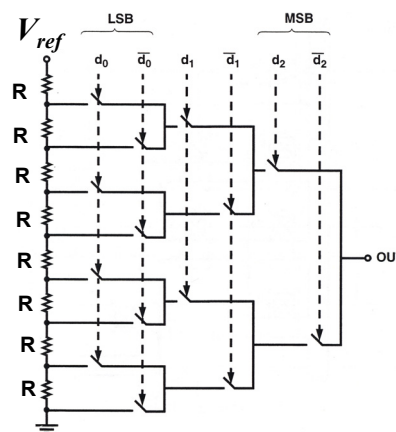 LSB MSB
V_ref d₀ d̅₀ d₁ d̅₁ d₂ d̅₂
R
R
R
R
R
OU
R
R
R